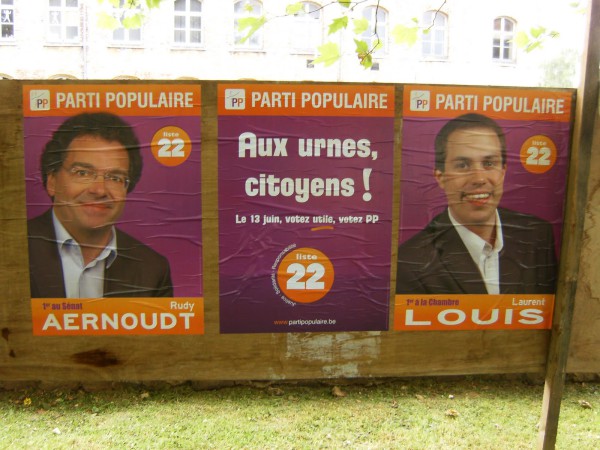 PP PARTI POPULAIRE
liste
22
1er au Sénat
Rudy
AERNOUDT
PP PARTI POPULAIRE
Aux urnes,
citoyens !
Le 13 juin, votez utile, votez PP
liste
22
www.partipopulaire.be
PP PARTI POPULAIRE
liste
22
1er à la Chambre
Laurent
LOUIS